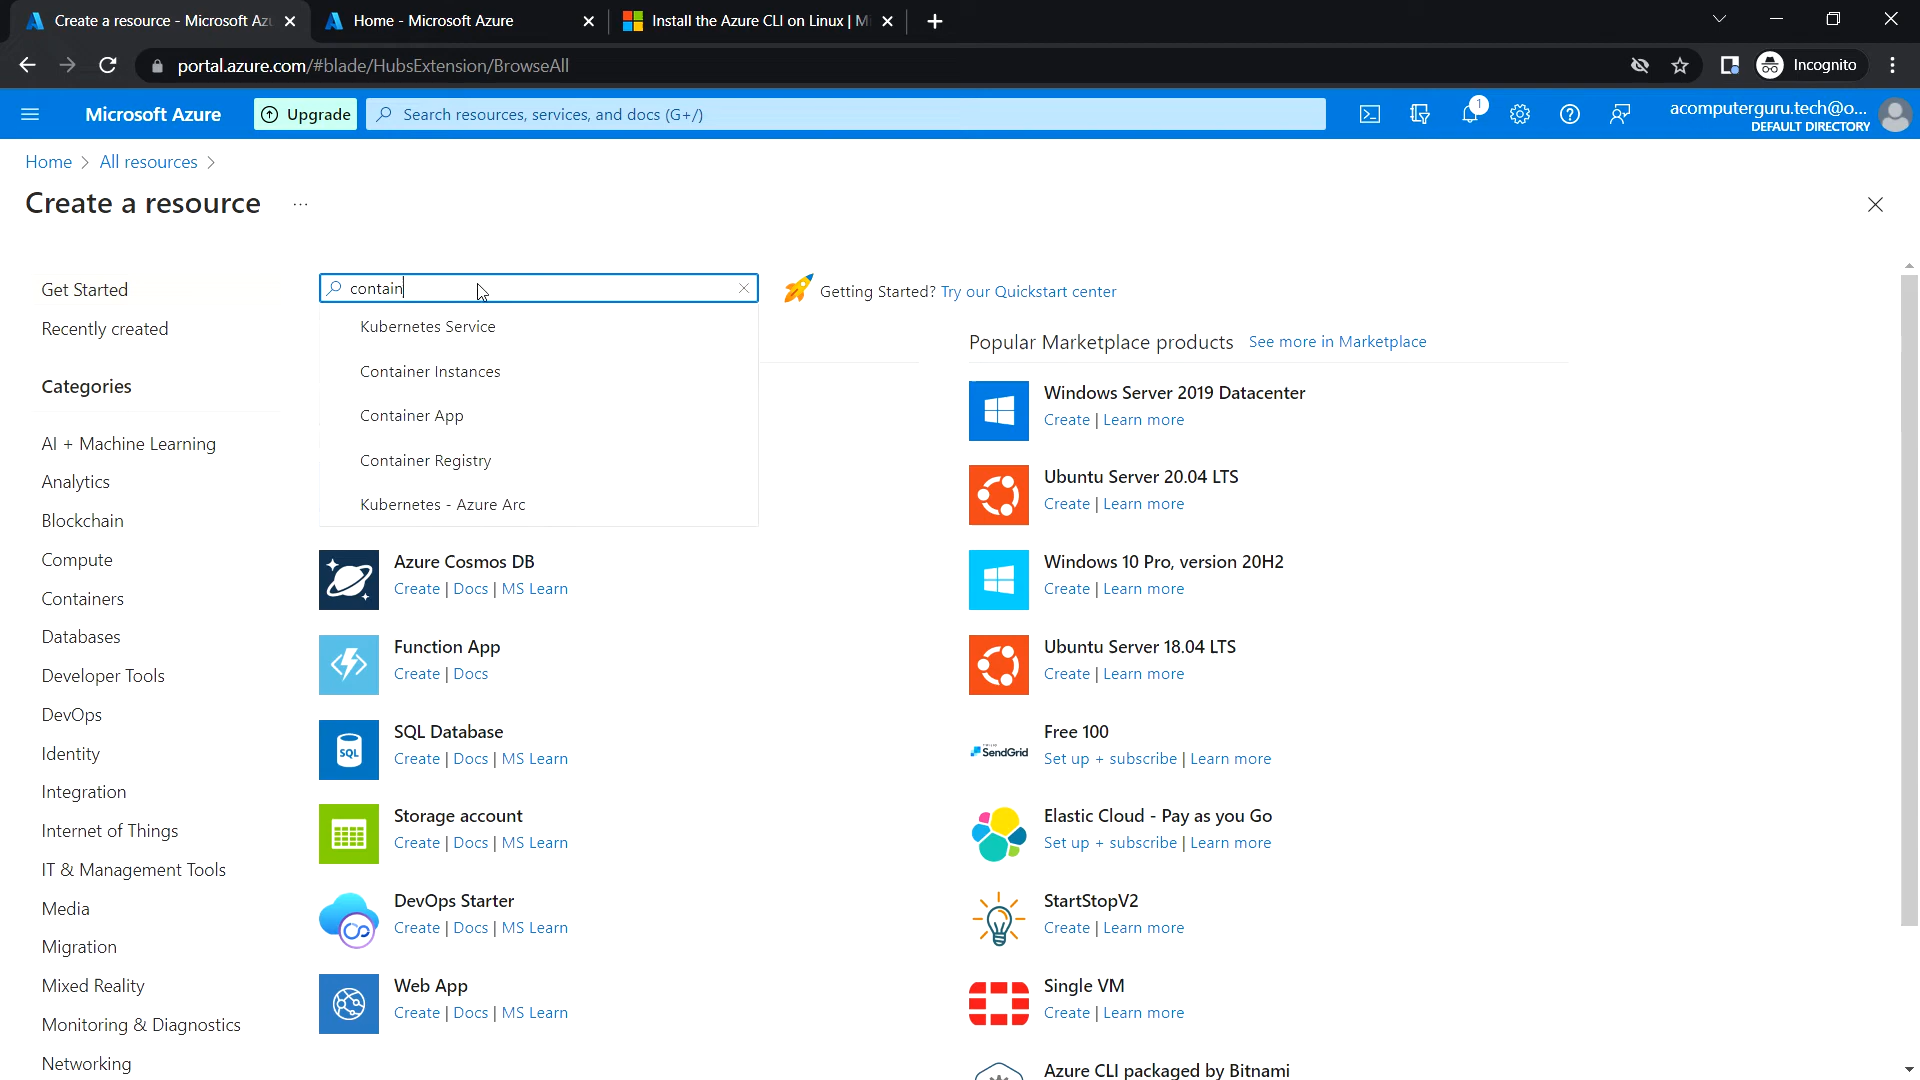 Create a resource - Microsoft Az
Home - Microsoft Azure
Install the Azure CLI on Linux | Mi
portal.azure.com/#blade/HubsExtension/BrowseAll
Incognito
Microsoft Azure
Upgrade
Search resources, services, and docs (G+/)
1
acomputerguru.tech@o...
DEFAULT DIRECTORY
Home > All resources >
Create a resource ...
Get Started
Recently created
Categories
AI + Machine Learning
Analytics
Blockchain
Compute
Containers
Databases
Developer Tools
DevOps
Identity
Integration
Internet of Things
IT & Management Tools
Media
Migration
Mixed Reality
Monitoring & Diagnostics
Networking
contain
Kubernetes Service
Container Instances
Container App
Container Registry
Kubernetes - Azure Arc
Azure Cosmos DB
Create | Docs | MS Learn
Function App
Create | Docs
SQL
SQL Database
Create | Docs | MS Learn
Storage account
Create | Docs | MS Learn
DevOps Starter
Create | Docs | MS Learn
Web App
Create | Docs | MS Learn
Getting Started? Try our Quickstart center
Popular Marketplace products See more in Marketplace
Windows Server 2019 Datacenter
Create | Learn more
Ubuntu Server 20.04 LTS
Create | Learn more
Windows 10 Pro, version 20H2
Create | Learn more
Ubuntu Server 18.04 LTS
Create | Learn more
SendGrid
Free 100
Set up + subscribe | Learn more
Elastic Cloud - Pay as you Go
Set up + subscribe | Learn more
StartStopV2
Create | Learn more
Single VM
Create | Learn more
Azure CLI packaged by Bitnami